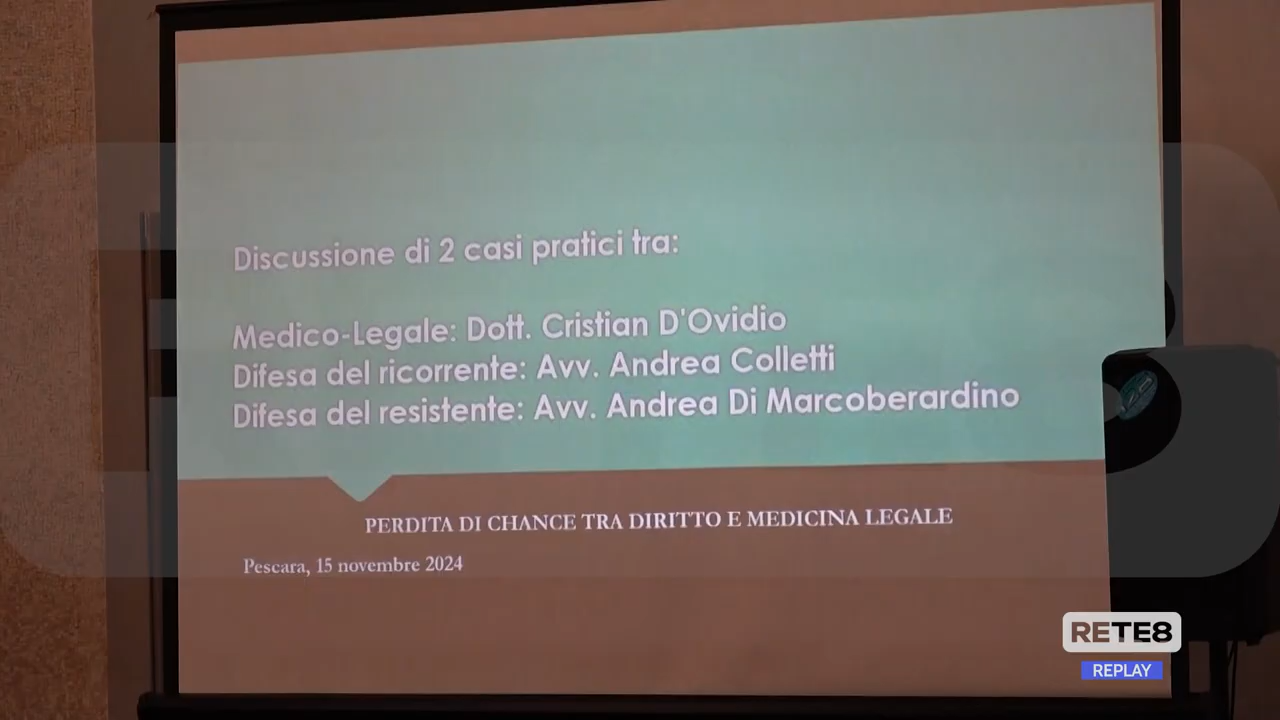 Discussione di 2 casi pratici tra:
Medico-Legale: Dott. Cristian D'Ovidio
Difesa del ricorrente: Avv. Andrea Colletti
Difesa del resistente: Avv. Andrea Di Marcoberardino
PERDITA DI CHANCE TRA DIRITTO E MEDICINA LEGALE
Pescara, 15 novembre 2024
RETE8
REPLAY